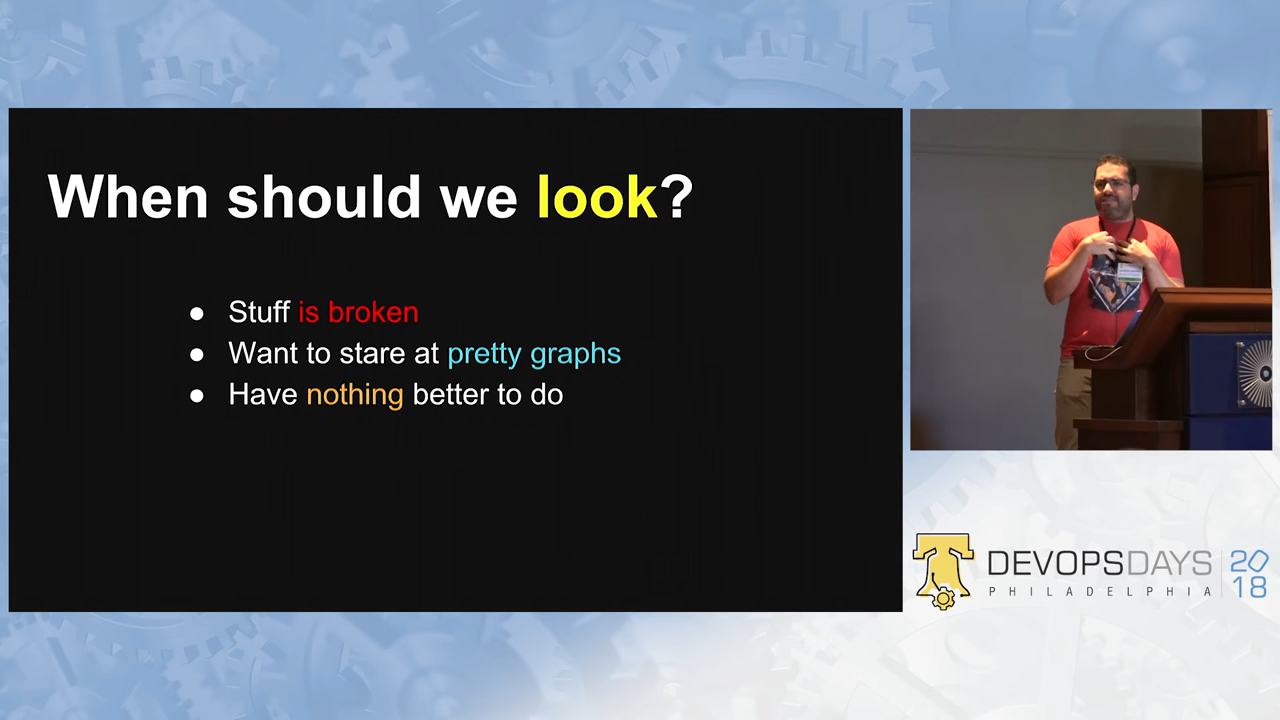 When should we look?
● Stuff is broken
● Want to stare at pretty graphs
● Have nothing better to do
DEVOPSDAYS
PHILADELPHIA
20
18